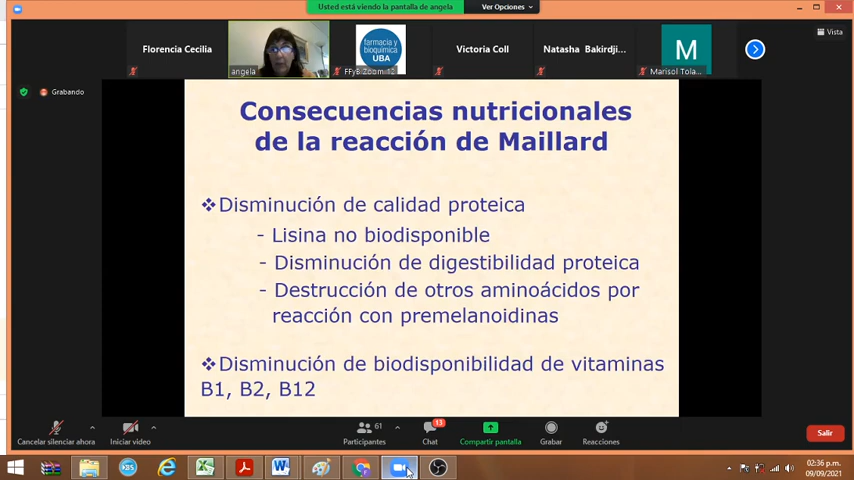 Usted está viendo la pantalla de angela
Ver Opciones
Vista
Florencia Cecilia
angela
farmacia y
bioquímica
UBA
FFyB Zoom 12
Victoria Coll
Natasha Bakirdji...
M
Marisol Tola...
Grabando
Consecuencias nutricionales
de la reacción de Maillard
❖Disminución de calidad proteica
- Lisina no biodisponible
- Disminución de digestibilidad proteica
- Destrucción de otros aminoácidos por
reacción con premelanoidinas
❖Disminución de biodisponibilidad de vitaminas
B1, B2, B12
Cancelar silenciar ahora
Iniciar video
61
Participantes
13
Chat
Compartir pantalla
Grabar
Reacciones
Salir
02:36 p.m.
09/09/2021